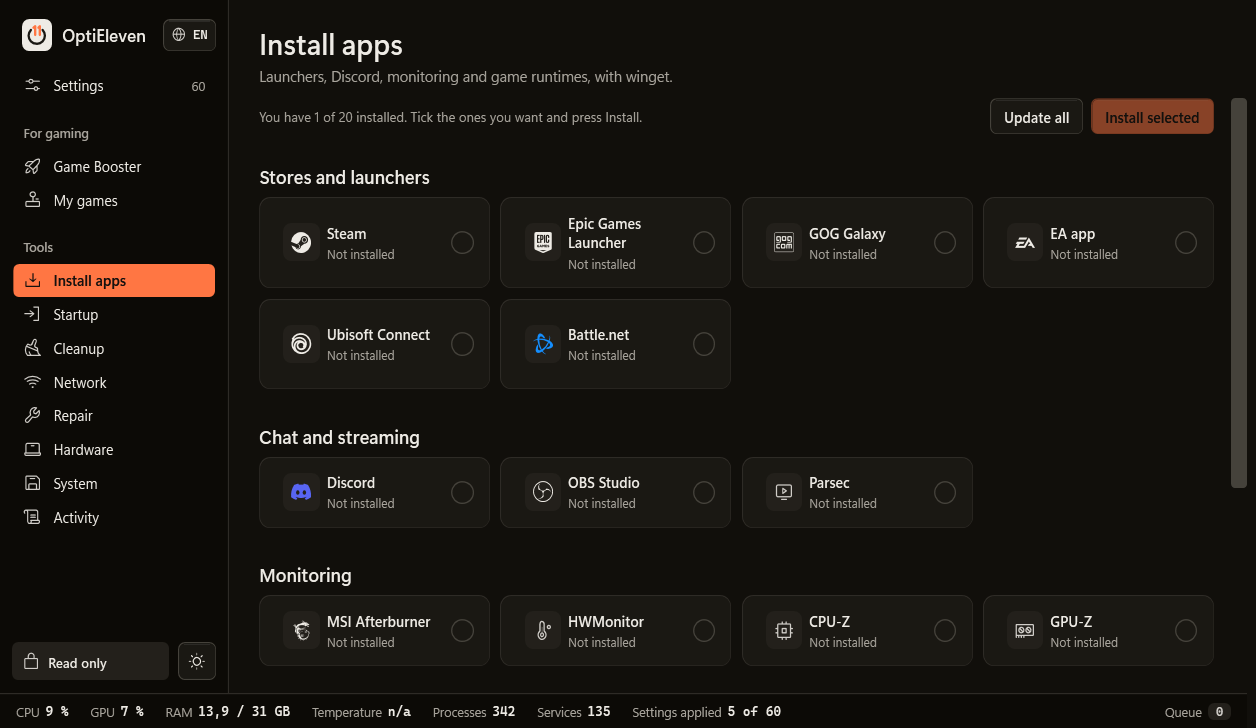 OptiEleven
EN
Settings 60
For gaming
Game Booster
My games
Tools
Install apps
Startup
Cleanup
Network
Repair
Hardware
System
Activity
Read only
Install apps
Launchers, Discord, monitoring and game runtimes, with winget.
You have 1 of 20 installed. Tick the ones you want and press Install.
Update all
Install selected
Stores and launchers
Steam
Not installed
EPIC
GAMES
Epic Games
Launcher
Not installed
GOG
COM
GOG Galaxy
Not installed
EA
EA app
Not installed
Ubisoft Connect
Not installed
Battle.net
Not installed
Chat and streaming
Discord
Not installed
OBS Studio
Not installed
Parsec
Not installed
Monitoring
MSI Afterburner
Not installed
HWMonitor
Not installed
CPU-Z
Not installed
GPU-Z
Not installed
CPU 9 % GPU 7 % RAM 13,9 / 31 GB Temperature n/a Processes 342 Services 135 Settings applied 5 of 60 Queue 0